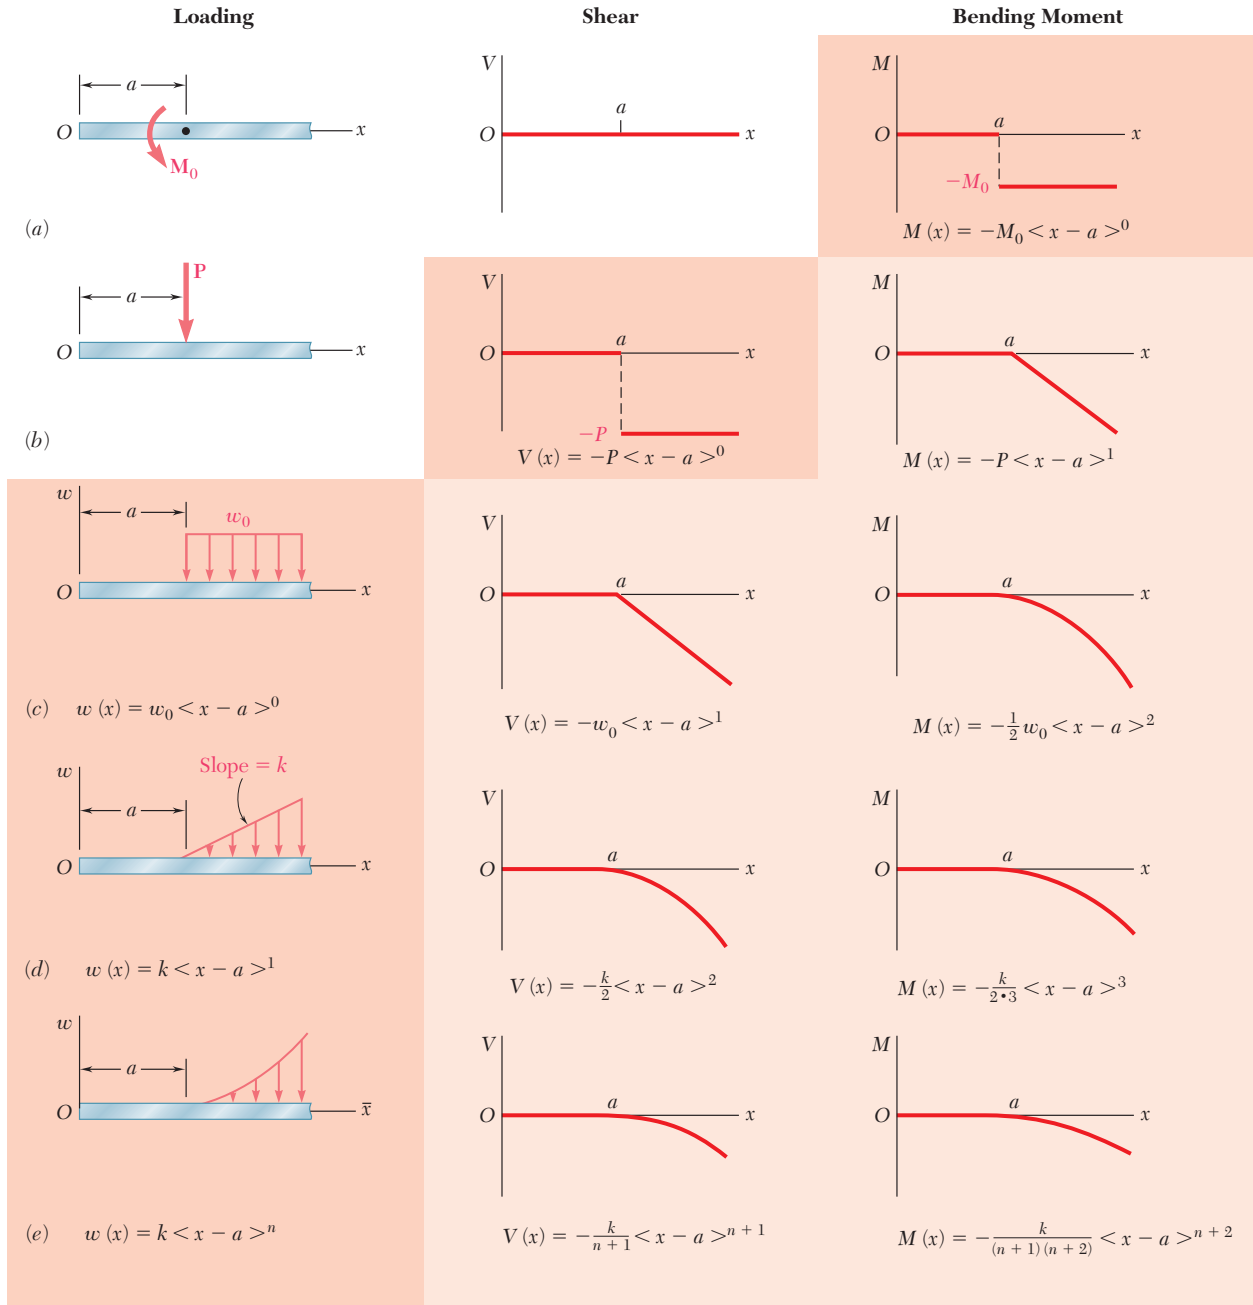 Loading Shear Bending Moment
a
O x
M₀
(a)
V
a
O x
M
a
O x
−M₀
M (x) = −M₀ < x − a >⁰
P
a
O x
(b)
V
a
O x
−P
V (x) = −P < x − a >⁰
M
a
O x
M (x) = −P < x − a >¹
w
a
w₀
O x
(c) w (x) = w₀ < x − a >⁰
V
a
O x
V (x) = −w₀ < x − a >¹
M
a
O x
M (x) = −½ w₀ < x − a >²
w
Slope = k
a
O x
(d) w (x) = k < x − a >¹
V
a
O x
V (x) = −k/2 < x − a >²
M
a
O x
M (x) = −k/2•3 < x − a >³
w
a
O x̄
(e) w (x) = k < x − a >ⁿ
V
a
O x
V (x) = −k/n + 1 < x − a >ⁿ ⁺ ¹
M
a
O x
M (x) = −k/(n + 1) (n + 2) < x − a >ⁿ ⁺ ²